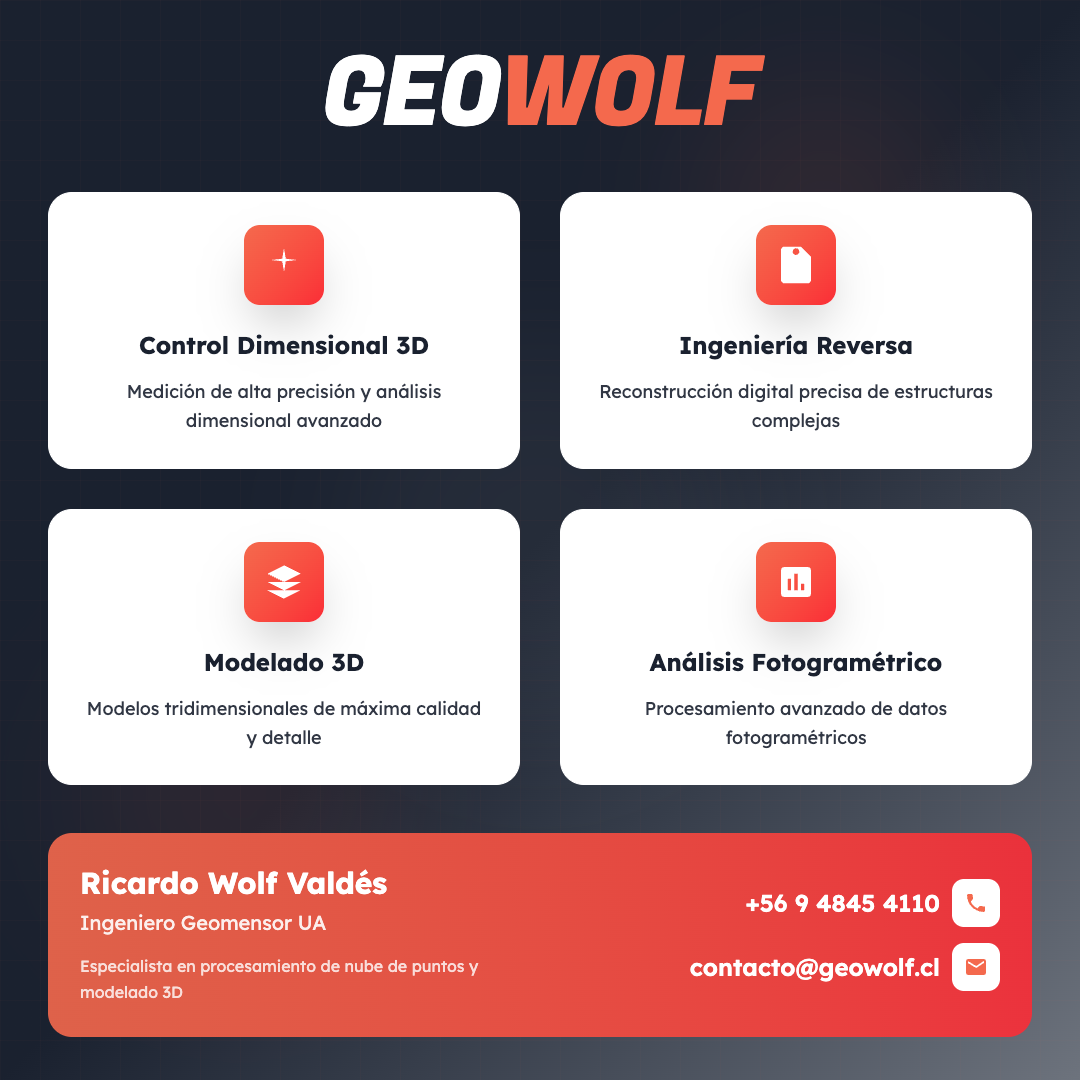 GEOWOLF
Control Dimensional 3D
Medición de alta precisión y análisis
dimensional avanzado
Ingeniería Reversa
Reconstrucción digital precisa de estructuras
complejas
Modelado 3D
Modelos tridimensionales de máxima calidad
y detalle
Análisis Fotogramétrico
Procesamiento avanzado de datos
fotogramétricos
Ricardo Wolf Valdés
Ingeniero Geomensor UA
Especialista en procesamiento de nube de puntos y
modelado 3D
+56 9 4845 4110
contacto@geowolf.cl